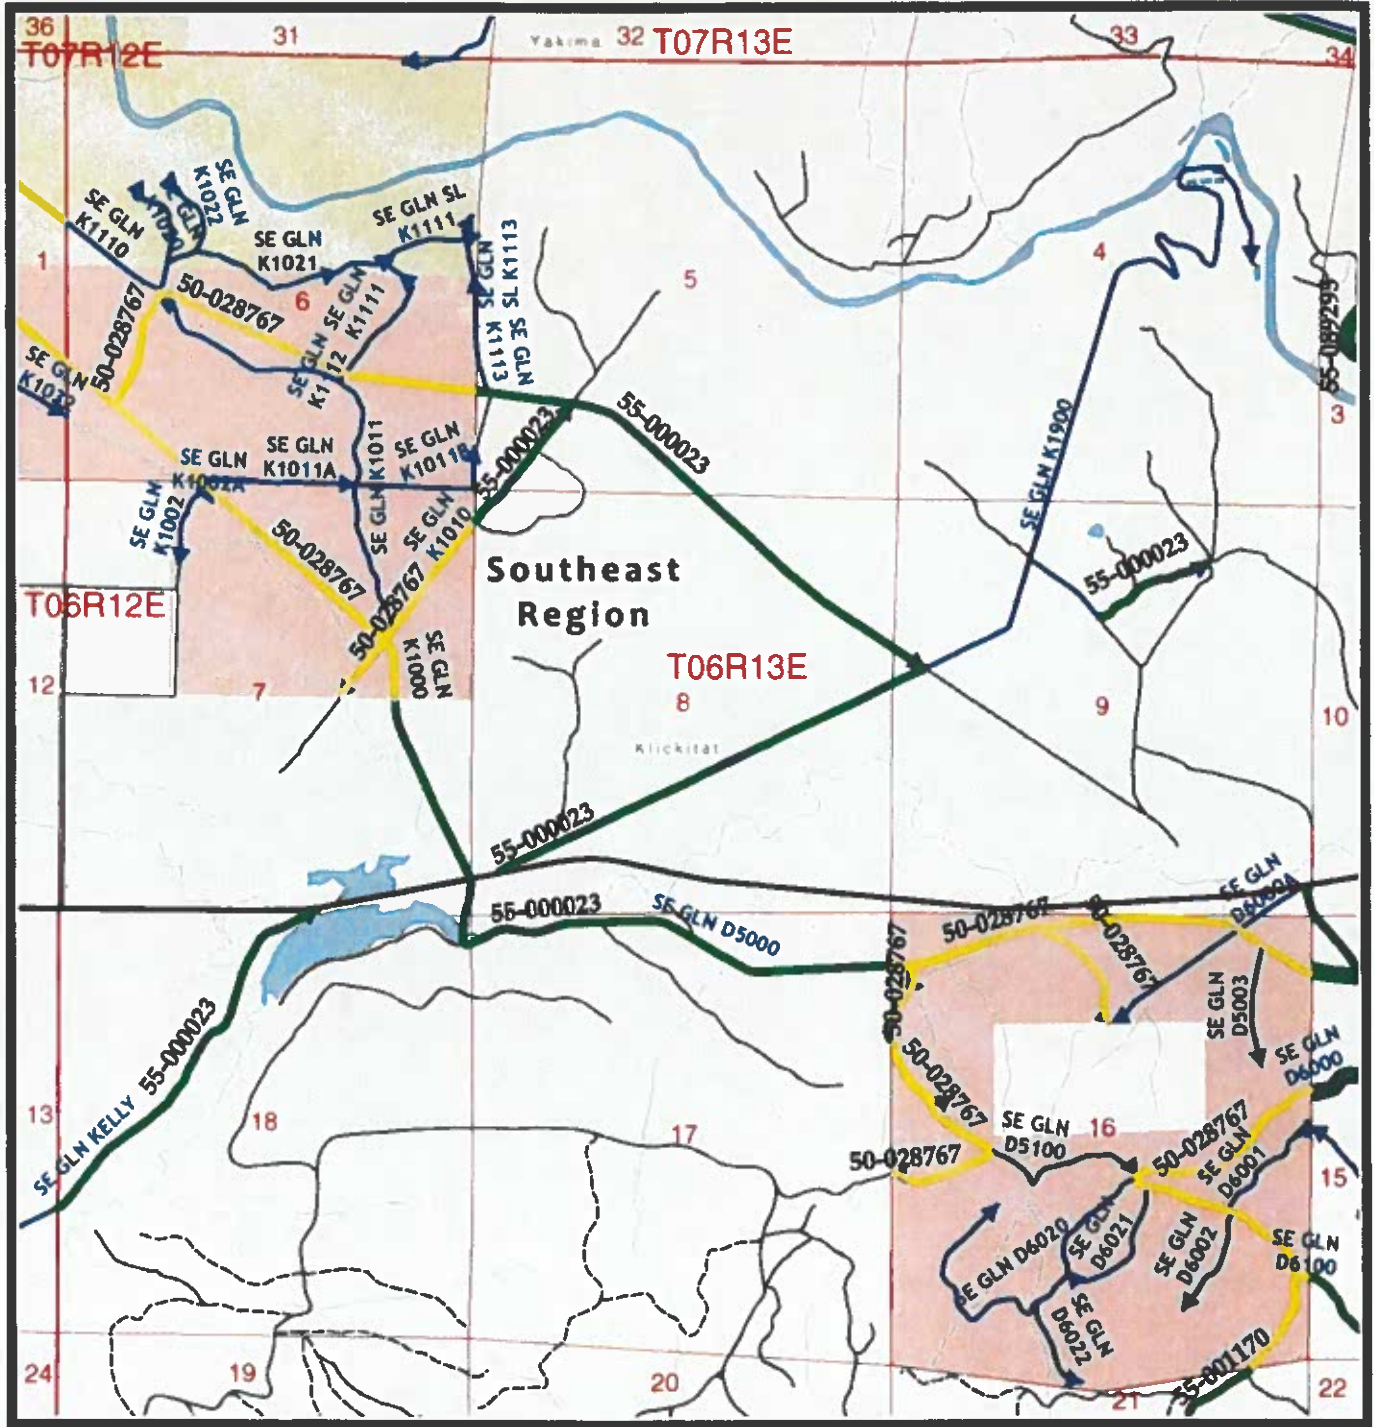 36
31
Yakima
32
T07R13E
33
34
T07R12E
SE GLN
K1022
SE GLN
K1110
SE GLN SL
K1111
SE GLN
K1021
SE GLN
K1113
SL K1113
SE GLN
1
6
5
4
3
50-028767
50-028767
SE GLN
K1111
SE GLN
K1112
SE GLN
K1012
55-089299
55-000023
55-000023
SE GLN K1900
SE GLN
K1011A
SE GLN
K1002A
SE GLN K1011
SE GLN
K1011B
SE GLN
K1002
SE GLN
K1010
50-028767
50-028767
55-000023
Southeast
Region
T06R12E
T06R13E
SE GLN
K1000
12
7
8
9
10
Klickitat
55-000023
55-000023
SE GLN D5000
SE GLN
D6000A
50-028767
50-028767
50-028767
SE GLN
D5003
55-000023
SE GLN KELLY
SE GLN
D6000
50-028767
13
18
17
16
15
SE GLN
D5100
50-028767
50-028767
SE GLN
D6001
SE GLN D6020
SE GLN
D6021
SE GLN
D6002
SE GLN
D6100
SE GLN
D6022
55-001170
24
19
20
21
22